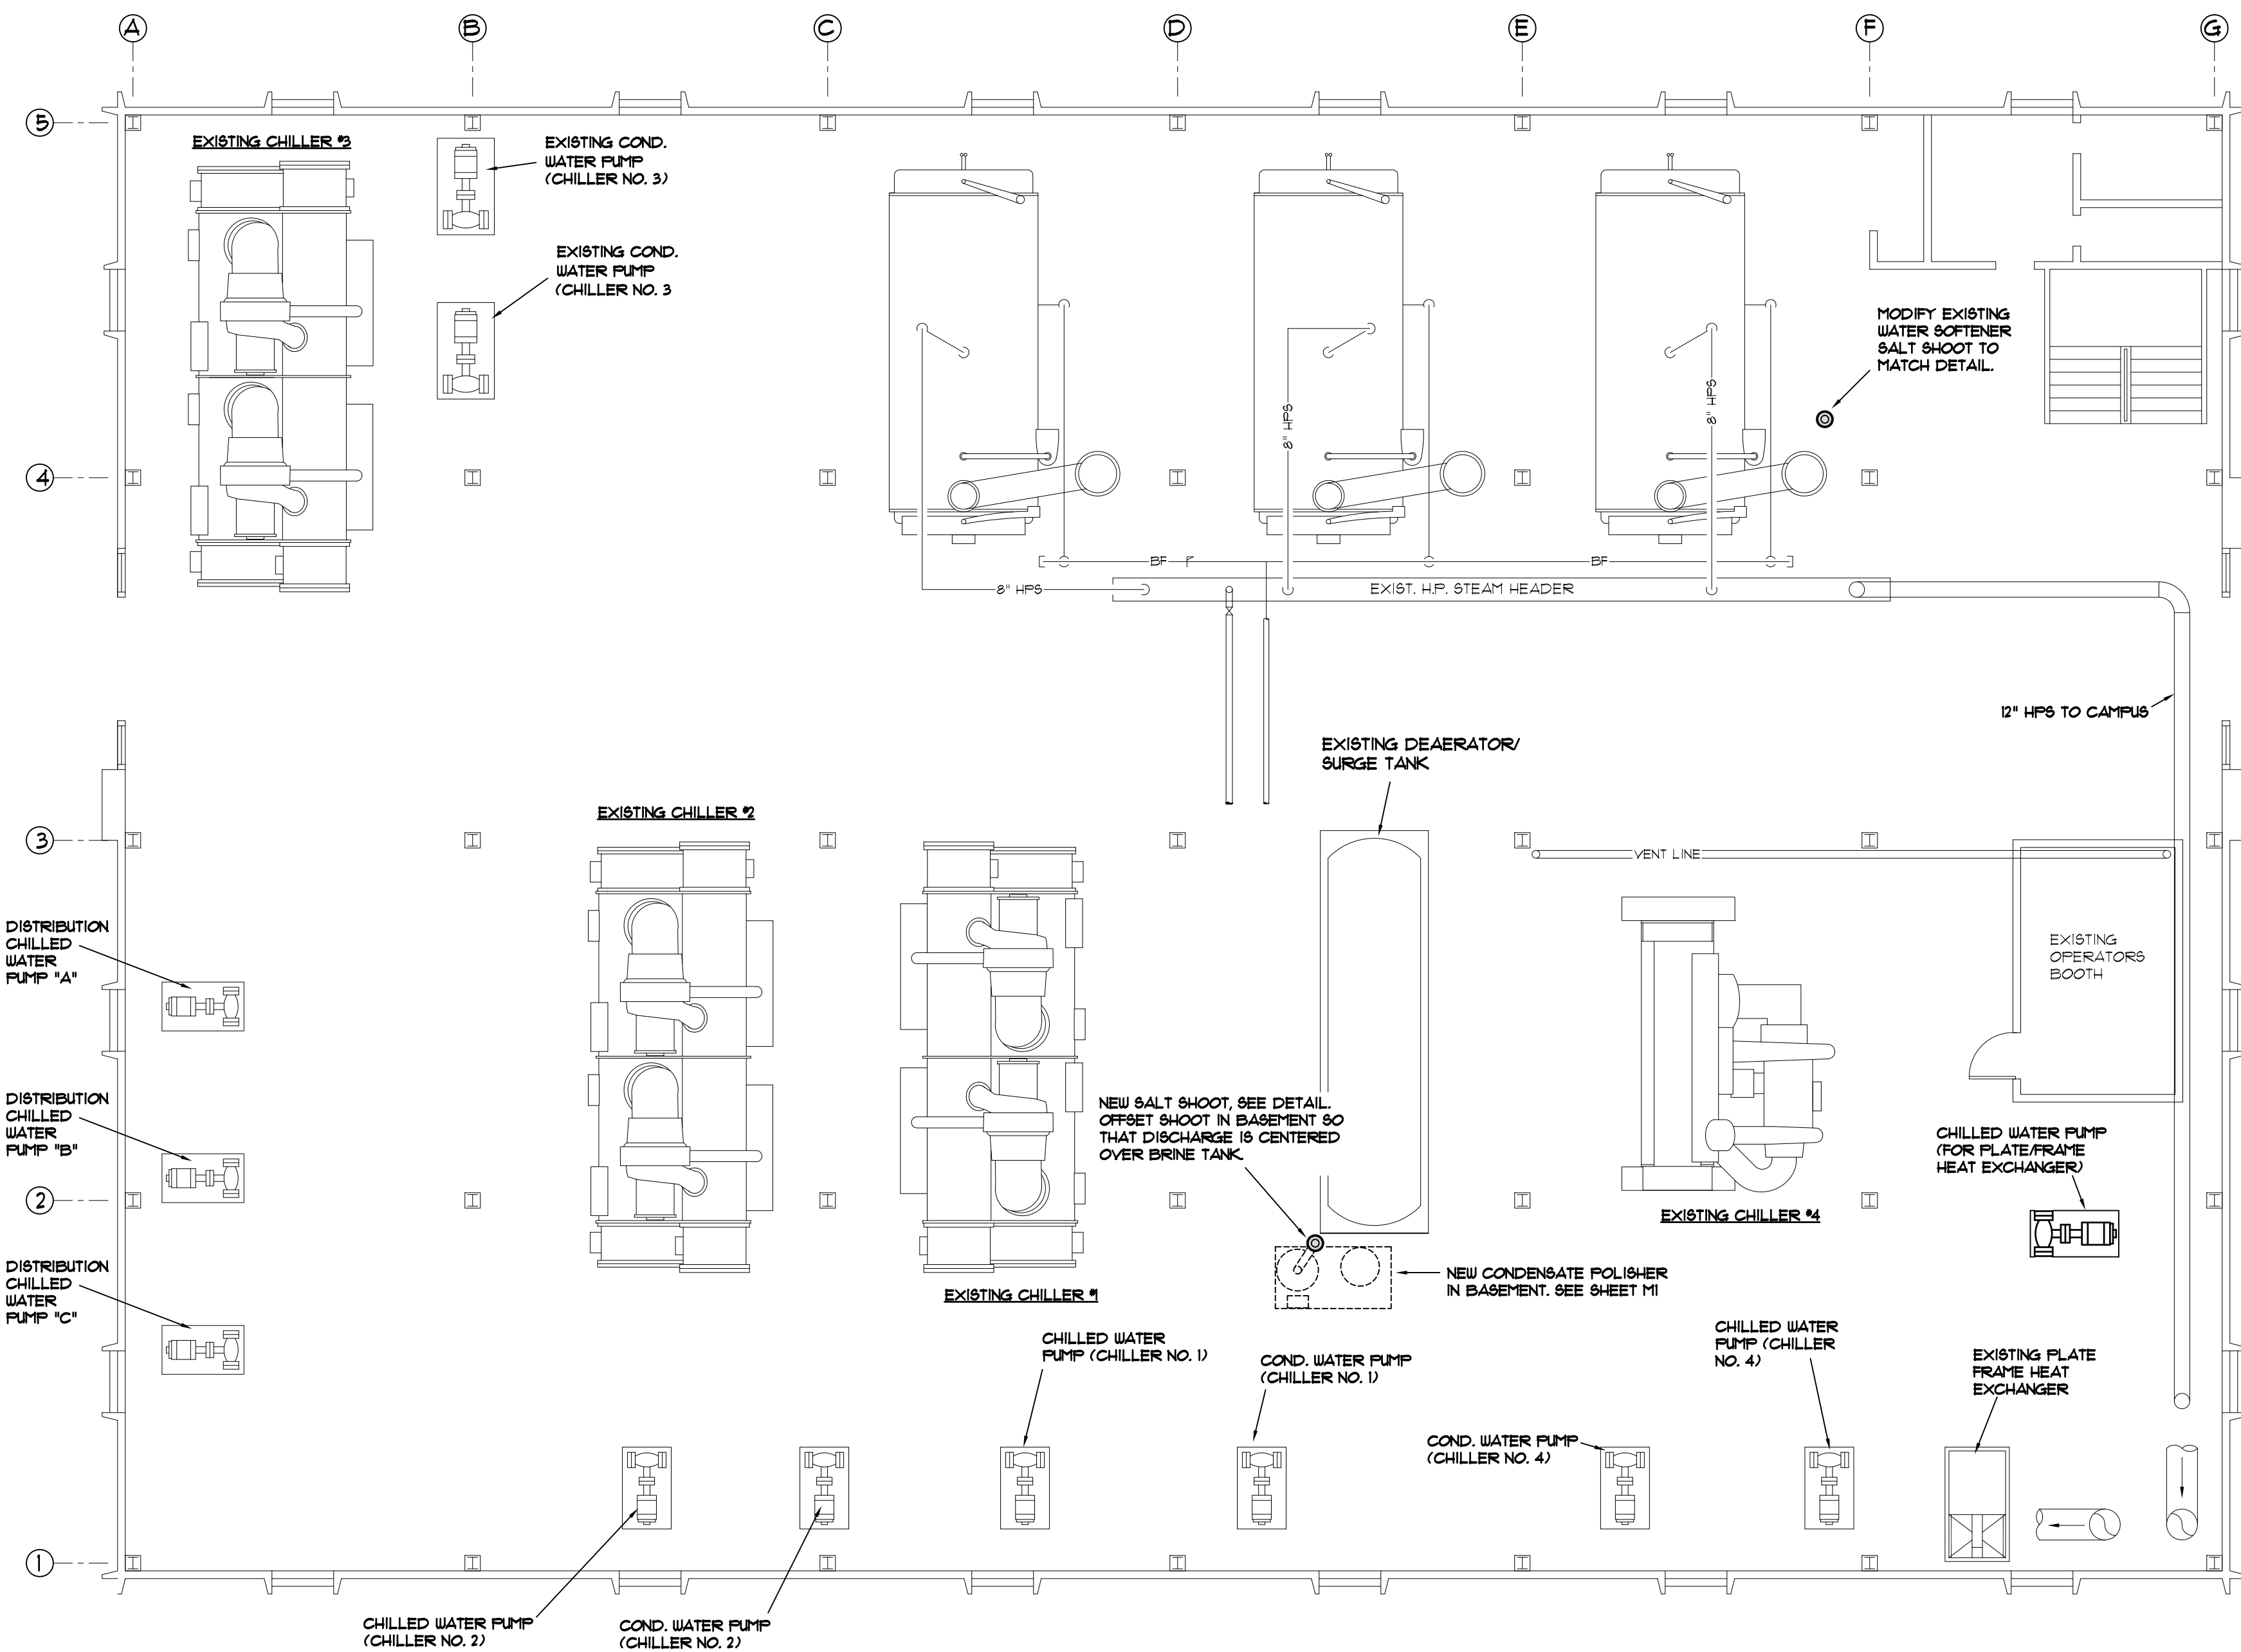 A
B
C
D
E
F
G
5
EXISTING CHILLER #3
EXISTING COND.
WATER PUMP
(CHILLER NO. 3)
EXISTING COND.
WATER PUMP
(CHILLER NO. 3
MODIFY EXISTING
WATER SOFTENER
SALT SHOOT TO
MATCH DETAIL.
8" HPS
8" HPS
4
BF
BF
8" HPS
EXIST. H.P. STEAM HEADER
12" HPS TO CAMPUS
EXISTING DEAERATOR/
SURGE TANK
EXISTING CHILLER #2
3
VENT LINE
DISTRIBUTION
CHILLED
WATER
PUMP "A"
EXISTING
OPERATORS
BOOTH
DISTRIBUTION
CHILLED
WATER
PUMP "B"
NEW SALT SHOOT, SEE DETAIL.
OFFSET SHOOT IN BASEMENT SO
THAT DISCHARGE IS CENTERED
OVER BRINE TANK.
CHILLED WATER PUMP
(FOR PLATE/FRAME
HEAT EXCHANGER)
2
EXISTING CHILLER #4
DISTRIBUTION
CHILLED
WATER
PUMP "C"
NEW CONDENSATE POLISHER
IN BASEMENT. SEE SHEET M1
EXISTING CHILLER #1
CHILLED WATER
PUMP (CHILLER NO. 1)
COND. WATER PUMP
(CHILLER NO. 1)
CHILLED WATER
PUMP (CHILLER
NO. 4)
EXISTING PLATE
FRAME HEAT
EXCHANGER
COND. WATER PUMP
(CHILLER NO. 4)
1
CHILLED WATER PUMP
(CHILLER NO. 2)
COND. WATER PUMP
(CHILLER NO. 2)